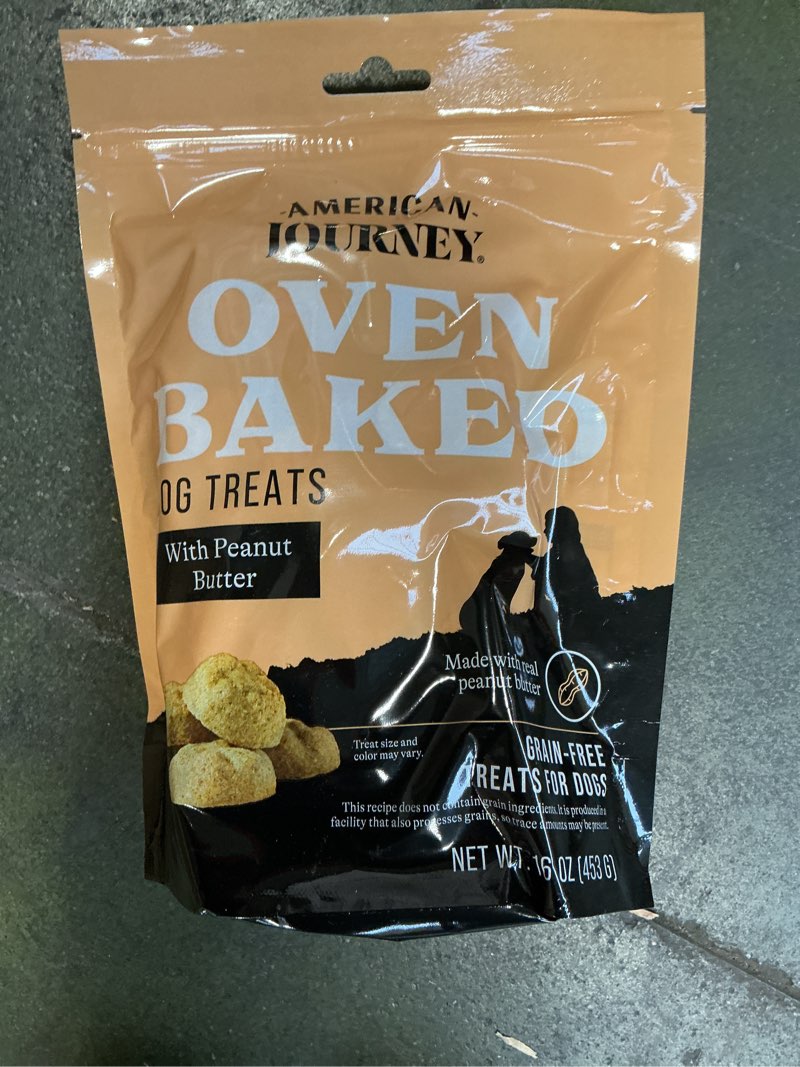 -AMERICAN-
JOURNEY®
OVEN
BAKED
OG TREATS
With Peanut
Butter
Made with real
peanut butter
Treat size and
color may vary.
GRAIN-FREE
TREATS FOR DOGS
This recipe does not contain grain ingredients. It is produced in a
facility that also processes grains, so trace amounts may be present.
NET WT. 16 OZ (453 G)